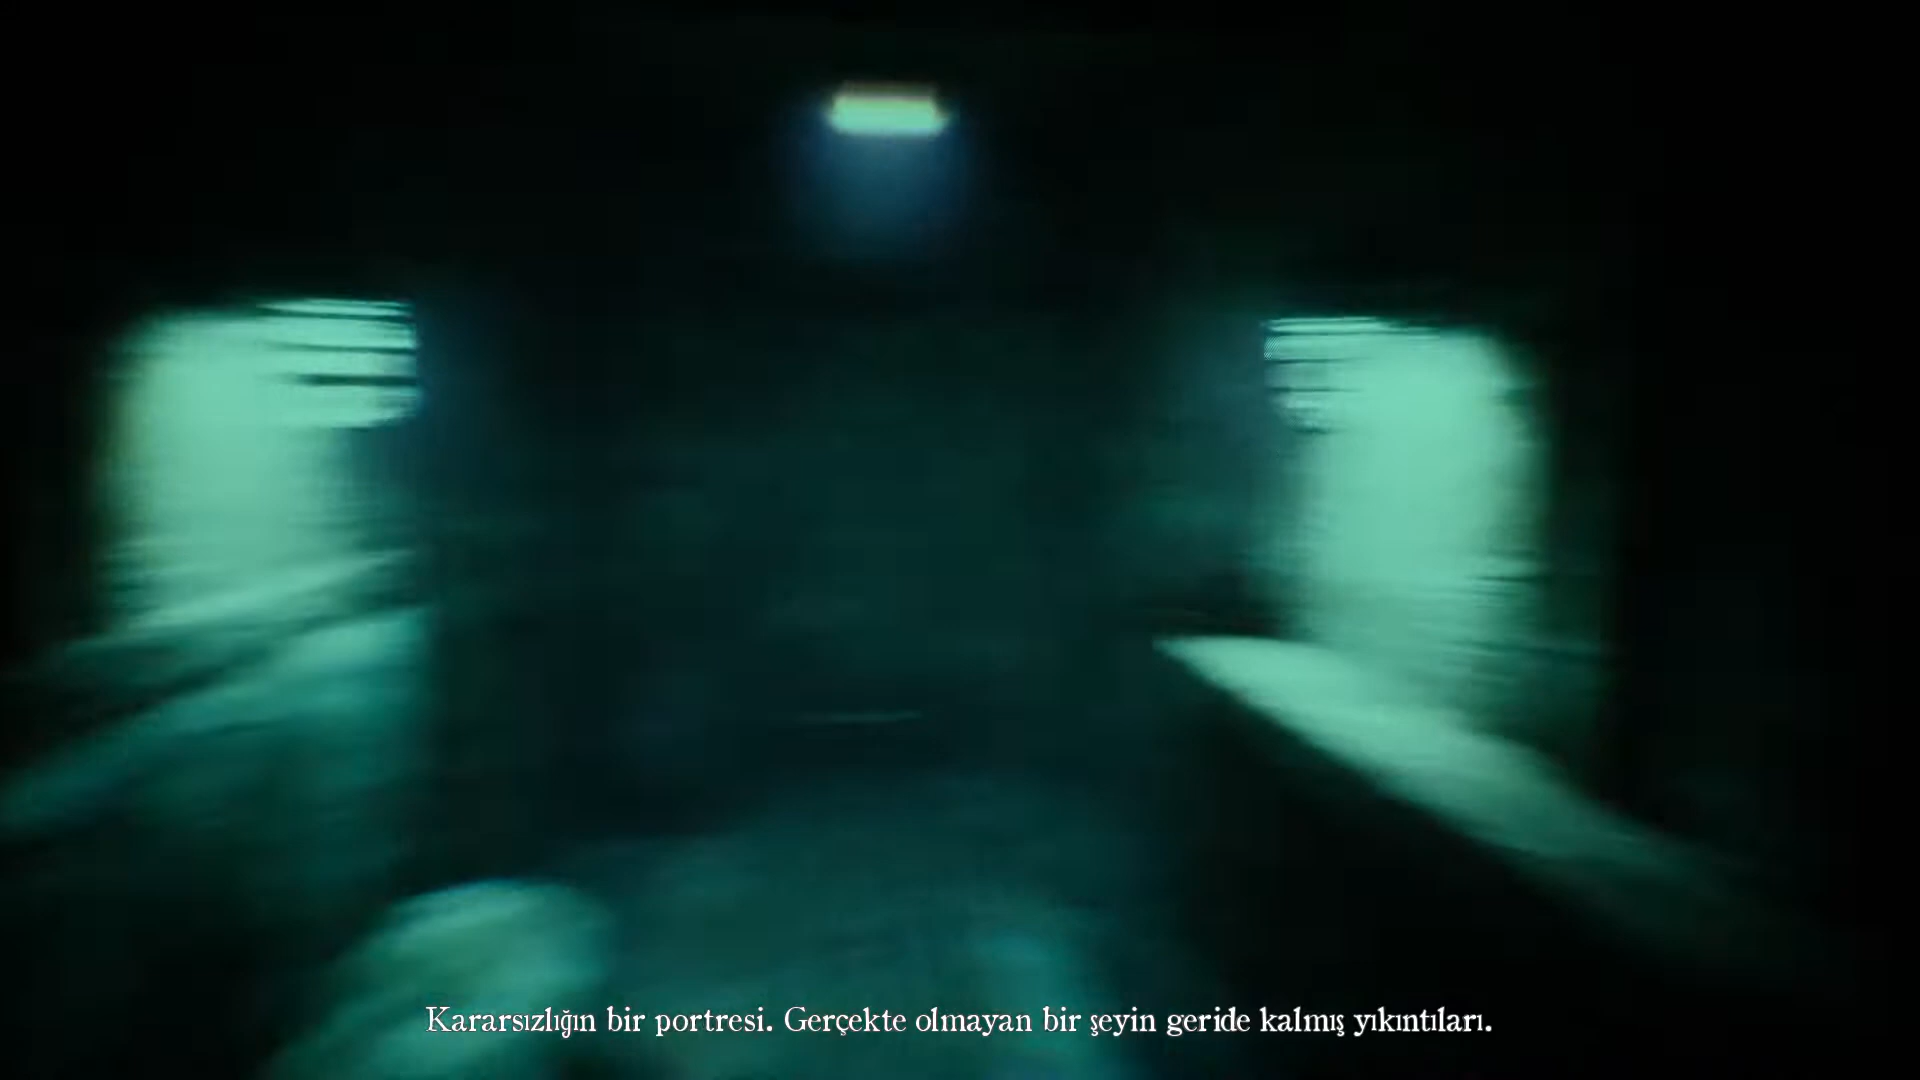 Kararsızlığın bir portresi. Gerçekte olmayan bir şeyin geride kalmış yıkıntıları.